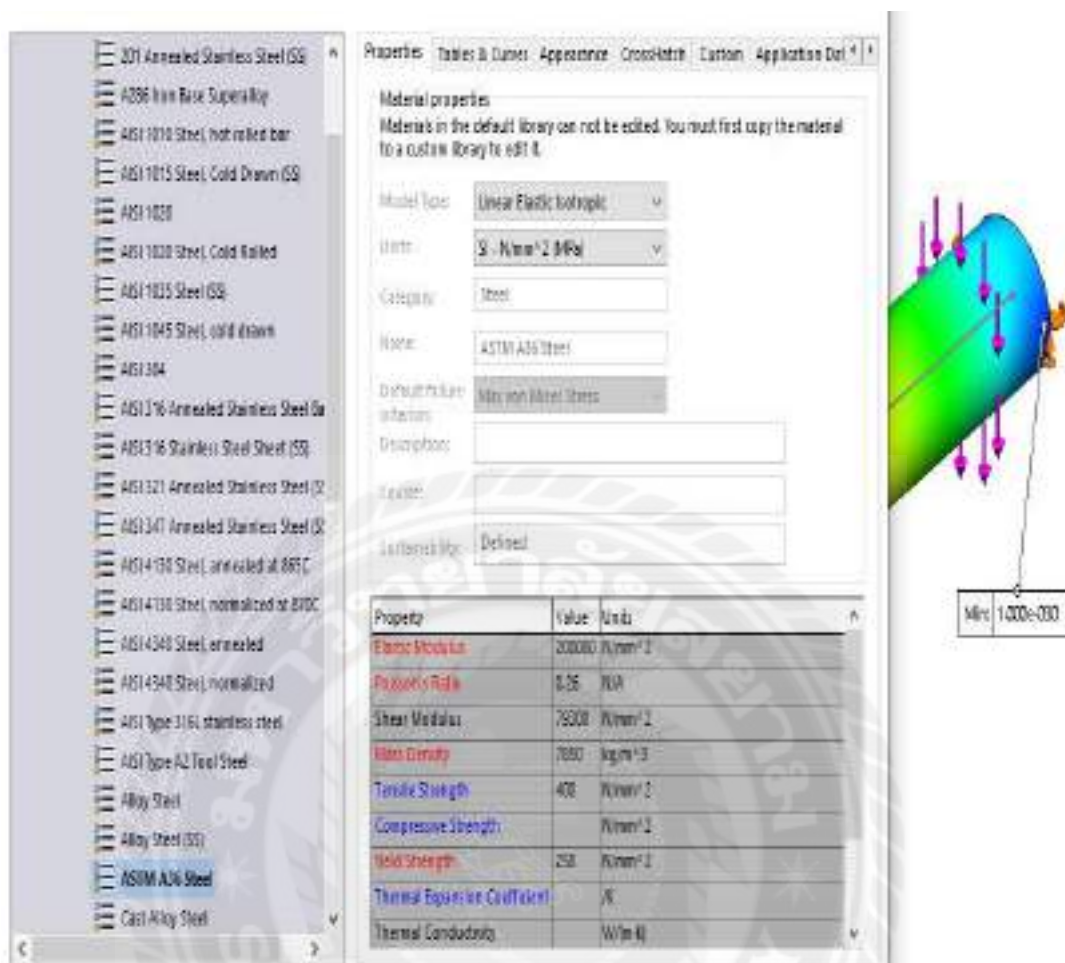 201 Annealed Stainless Steel (SS)
A286 Iron Base Superalloy
AISI 1010 Steel, hot rolled bar
AISI 1015 Steel, Cold Drawn (SS)
AISI 1020
AISI 1020 Steel, Cold Rolled
AISI 1035 Steel (SS)
AISI 1045 Steel, cold drawn
AISI 304
AISI 316 Annealed Stainless Steel Ba
AISI 316 Stainless Steel Sheet (SS)
AISI 321 Annealed Stainless Steel (S
AISI 347 Annealed Stainless Steel (S
AISI 4130 Steel, annealed at 865C
AISI 4130 Steel, normalized at 870C
AISI 4340 Steel, annealed
AISI 4340 Steel, normalized
AISI Type 316L stainless steel
AISI Type A2 Tool Steel
Alloy Steel
Alloy Steel (SS)
ASTM A36 Steel
Cast Alloy Steel
Properties Tables & Curves Appearance CrossHatch Custom Application Dat
Material properties
Materials in the default library can not be edited. You must first copy the material
to a custom library to edit it.
Model Type: Linear Elastic Isotropic
Units: SI - N/mm^2 (MPa)
Category: Steel
Name: ASTM A36 Steel
Default failure criterion: Max von Mises Stress
Description:
Source:
Sustainability: Defined
Property Value Units
Elastic Modulus 200000 N/mm^2
Poisson's Ratio 0.26 N/A
Shear Modulus 79300 N/mm^2
Mass Density 7850 kg/m^3
Tensile Strength 400 N/mm^2
Compressive Strength N/mm^2
Yield Strength 250 N/mm^2
Thermal Expansion Coefficient /K
Thermal Conductivity W/(m·K)
Min: 1.000e-030